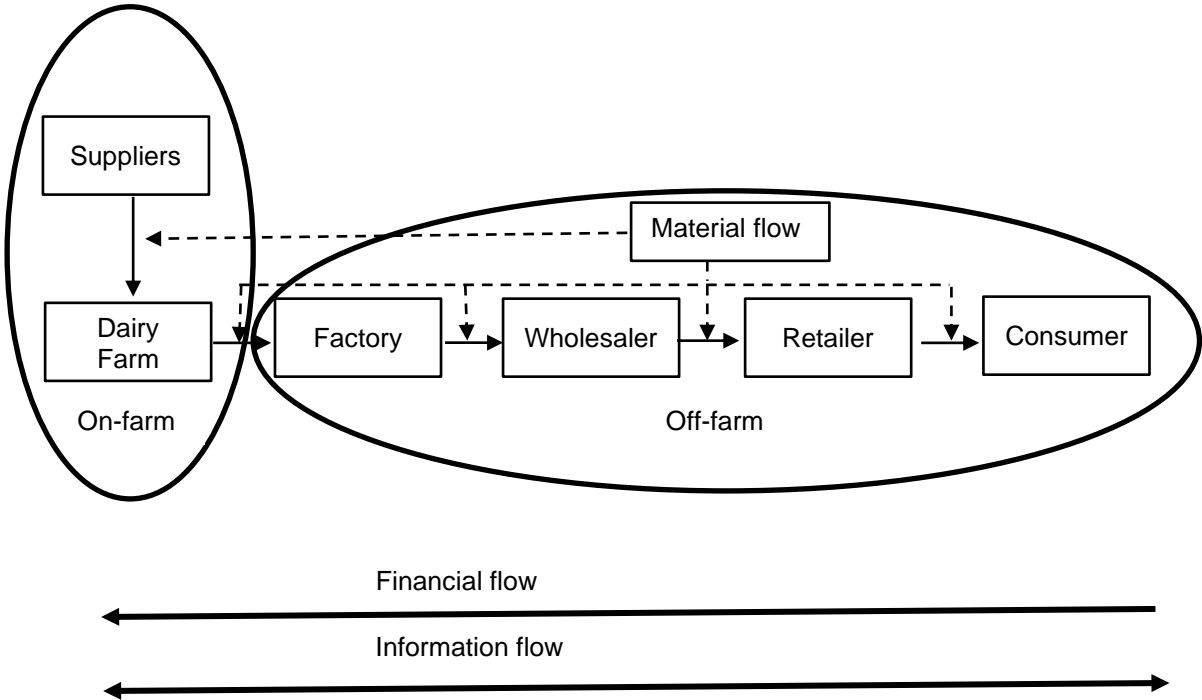 Suppliers
Material flow
Dairy
Farm
Factory
Wholesaler
Retailer
Consumer
On-farm
Off-farm
Financial flow
Information flow